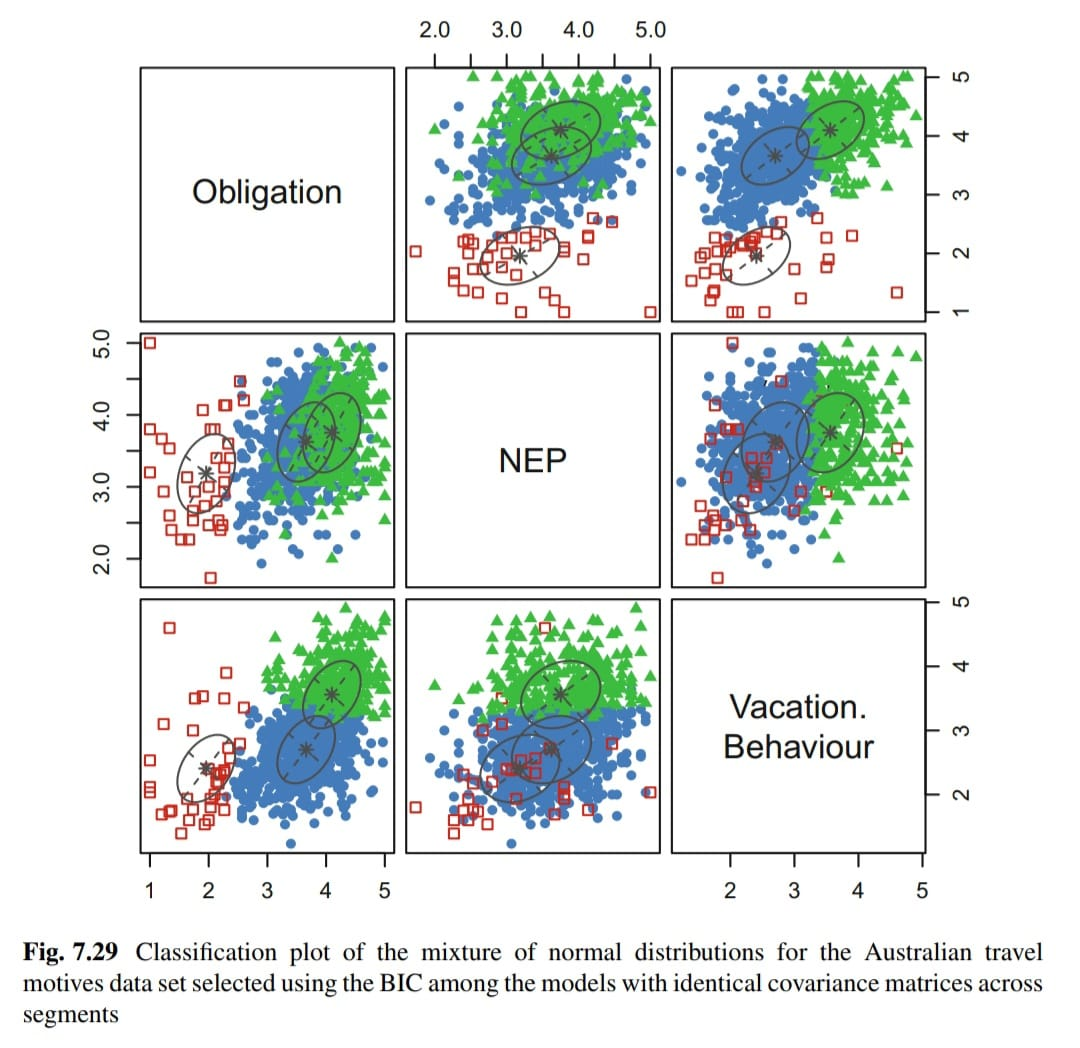 2.0 3.0 4.0 5.0
Obligation
1 2 3 4 5
2.0 3.0 4.0 5.0
NEP
Vacation.
Behaviour
2 3 4 5
1 2 3 4 5
2 3 4 5
Fig. 7.29 Classification plot of the mixture of normal distributions for the Australian travel
motives data set selected using the BIC among the models with identical covariance matrices across
segments